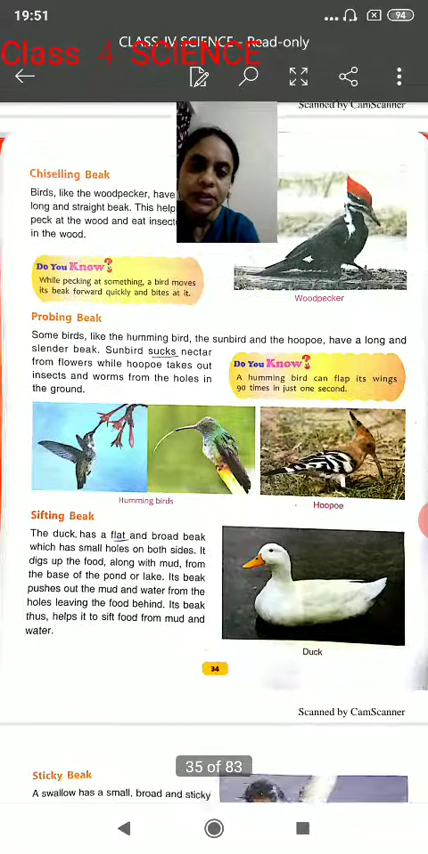 19:51
94
CLASS-IV SCIENCE - Read-only
Class 4 SCIENCE
Scanned by CamScanner
Chiselling Beak
Birds, like the woodpecker, have
long and straight beak. This help
peck at the wood and eat insect
in the wood.
Do You Know?
While pecking at something, a bird moves
its beak forward quickly and bites at it.
Woodpecker
Probing Beak
Some birds, like the humming bird, the sunbird and the hoopoe, have a long and
slender beak. Sunbird sucks nectar
from flowers while hoopoe takes out
insects and worms from the holes in
the ground.
Do You Know?
A humming bird can flap its wings
90 times in just one second.
Humming birds
Hoopoe
Sifting Beak
The duck has a flat and broad beak
which has small holes on both sides. It
digs up the food, along with mud, from
the base of the pond or lake. Its beak
pushes out the mud and water from the
holes leaving the food behind. Its beak
thus, helps it to sift food from mud and
water.
Duck
34
Scanned by CamScanner
35 of 83
Sticky Beak
A swallow has a small, broad and sticky